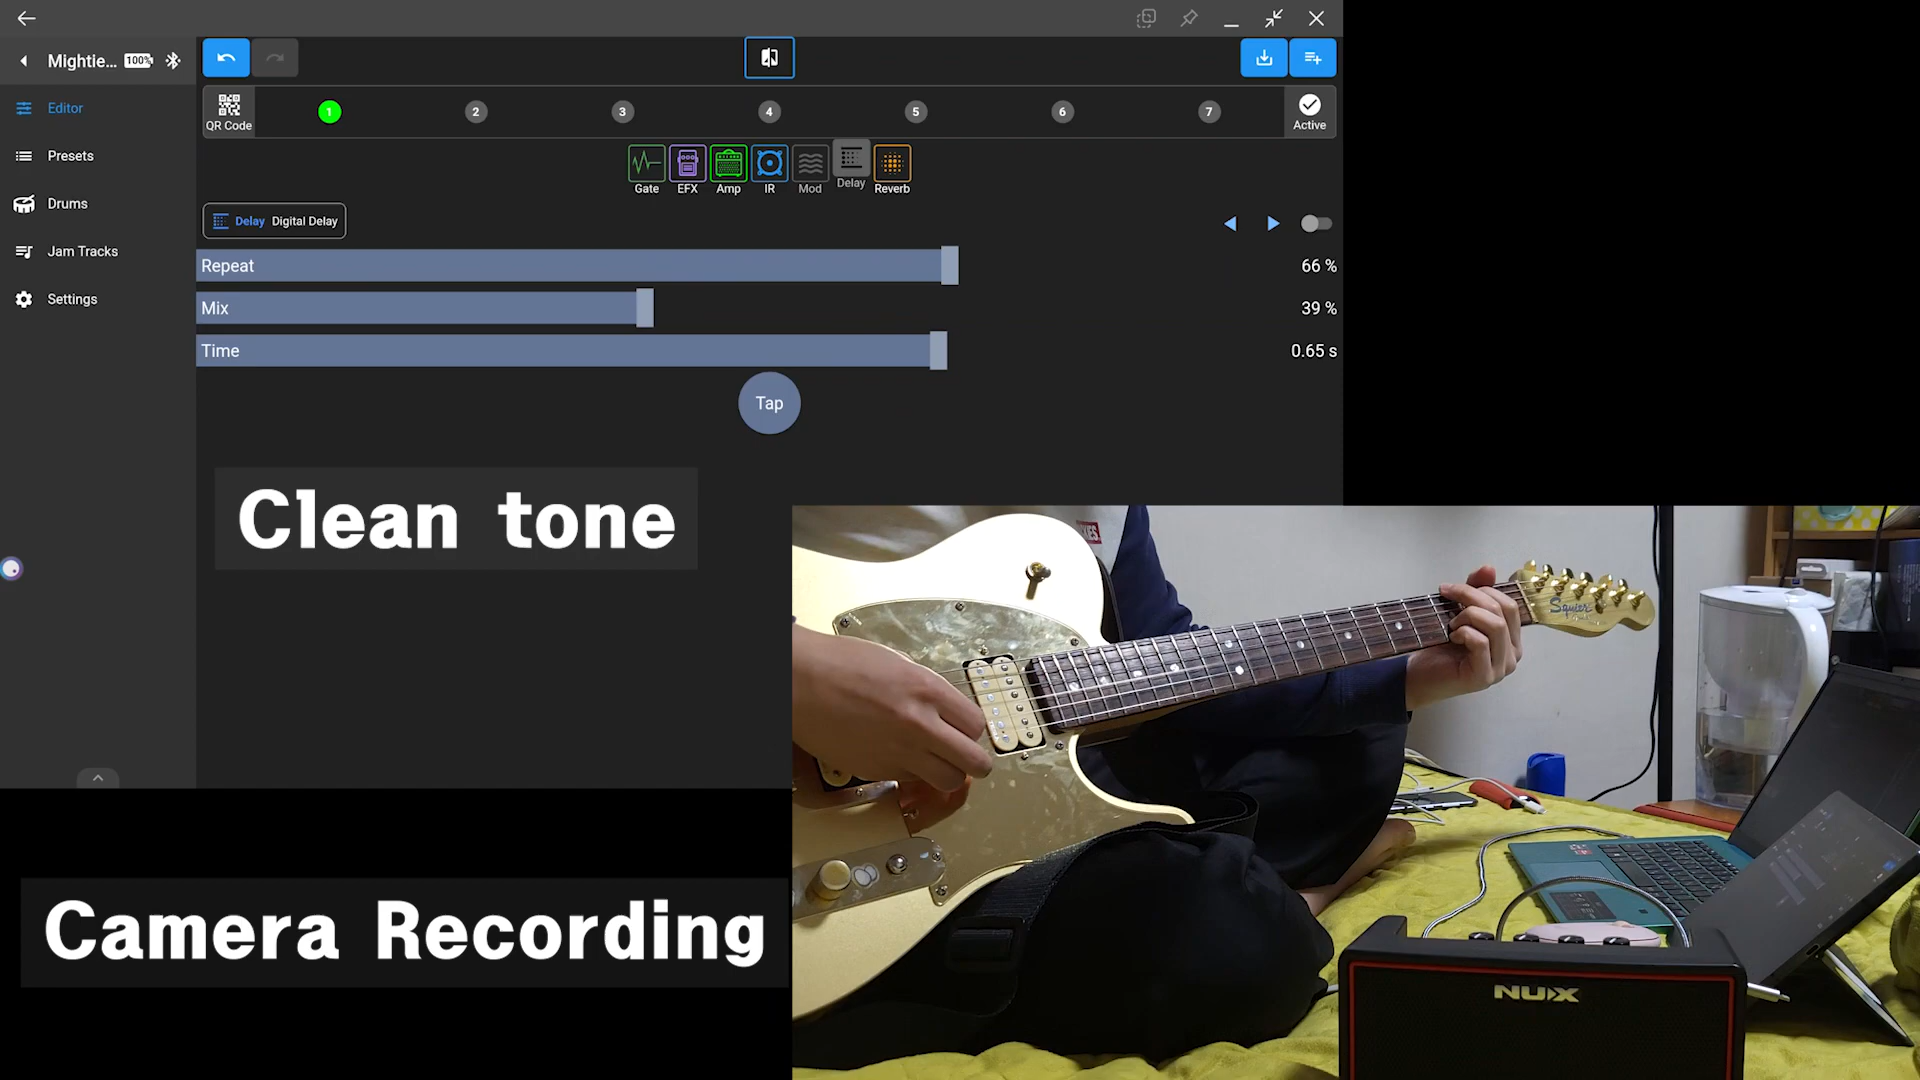 Mightie... 100%
Editor
Presets
Drums
Jam Tracks
Settings
QR Code
1 2 3 4 5 6 7
Active
Gate EFX Amp IR Mod Delay Reverb
Delay Digital Delay
Repeat 66 %
Mix 39 %
Time 0.65 s
Tap
Clean tone
Camera Recording
Squier
NUX